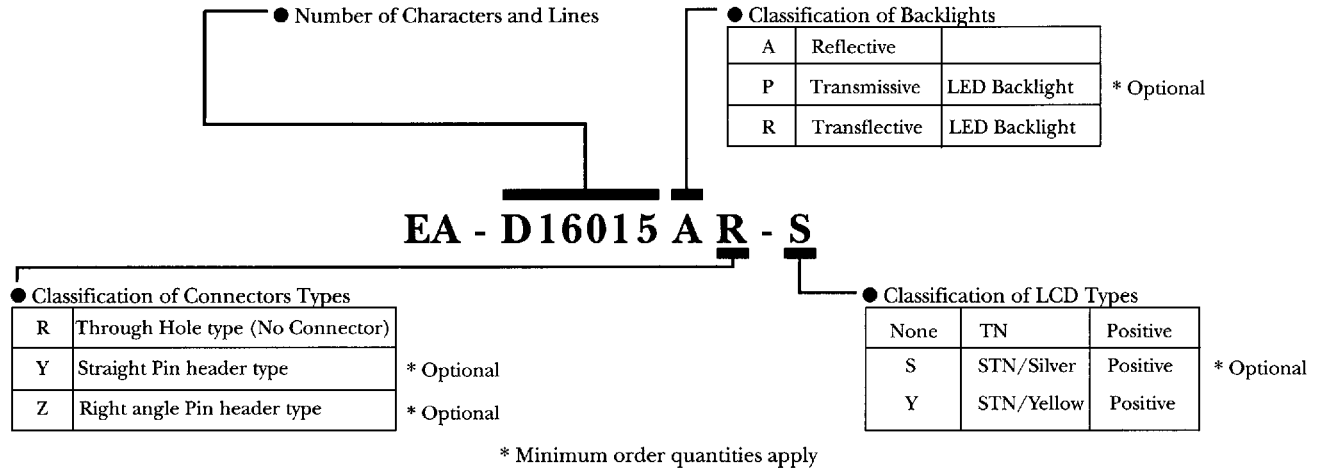 ● Number of Characters and Lines
● Classification of Backlights
A Reflective
P Transmissive LED Backlight * Optional
R Transflective LED Backlight
EA - D16015 A R - S
● Classification of Connectors Types
R Through Hole type (No Connector)
Y Straight Pin header type * Optional
Z Right angle Pin header type * Optional
● Classification of LCD Types
None TN Positive
S STN/Silver Positive * Optional
Y STN/Yellow Positive
* Minimum order quantities apply